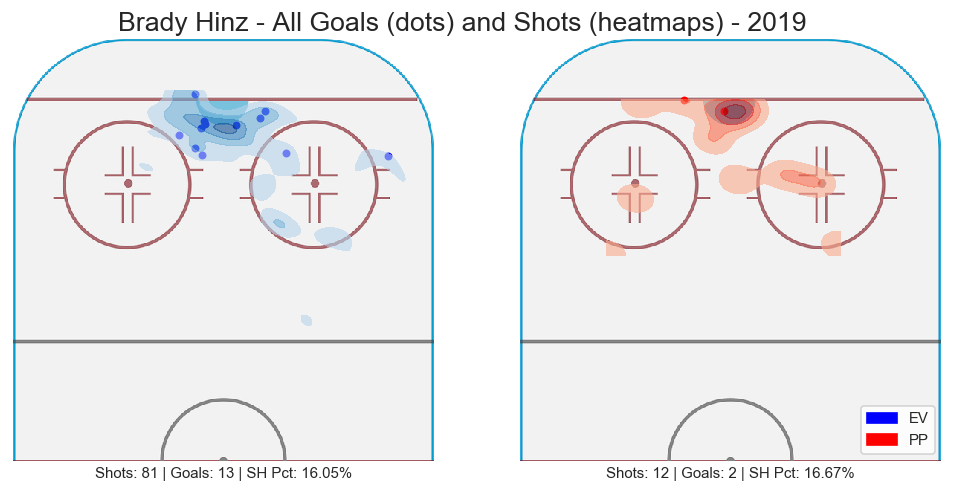 Brady Hinz - All Goals (dots) and Shots (heatmaps) - 2019
EV
PP
Shots: 81 | Goals: 13 | SH Pct: 16.05%
Shots: 12 | Goals: 2 | SH Pct: 16.67%